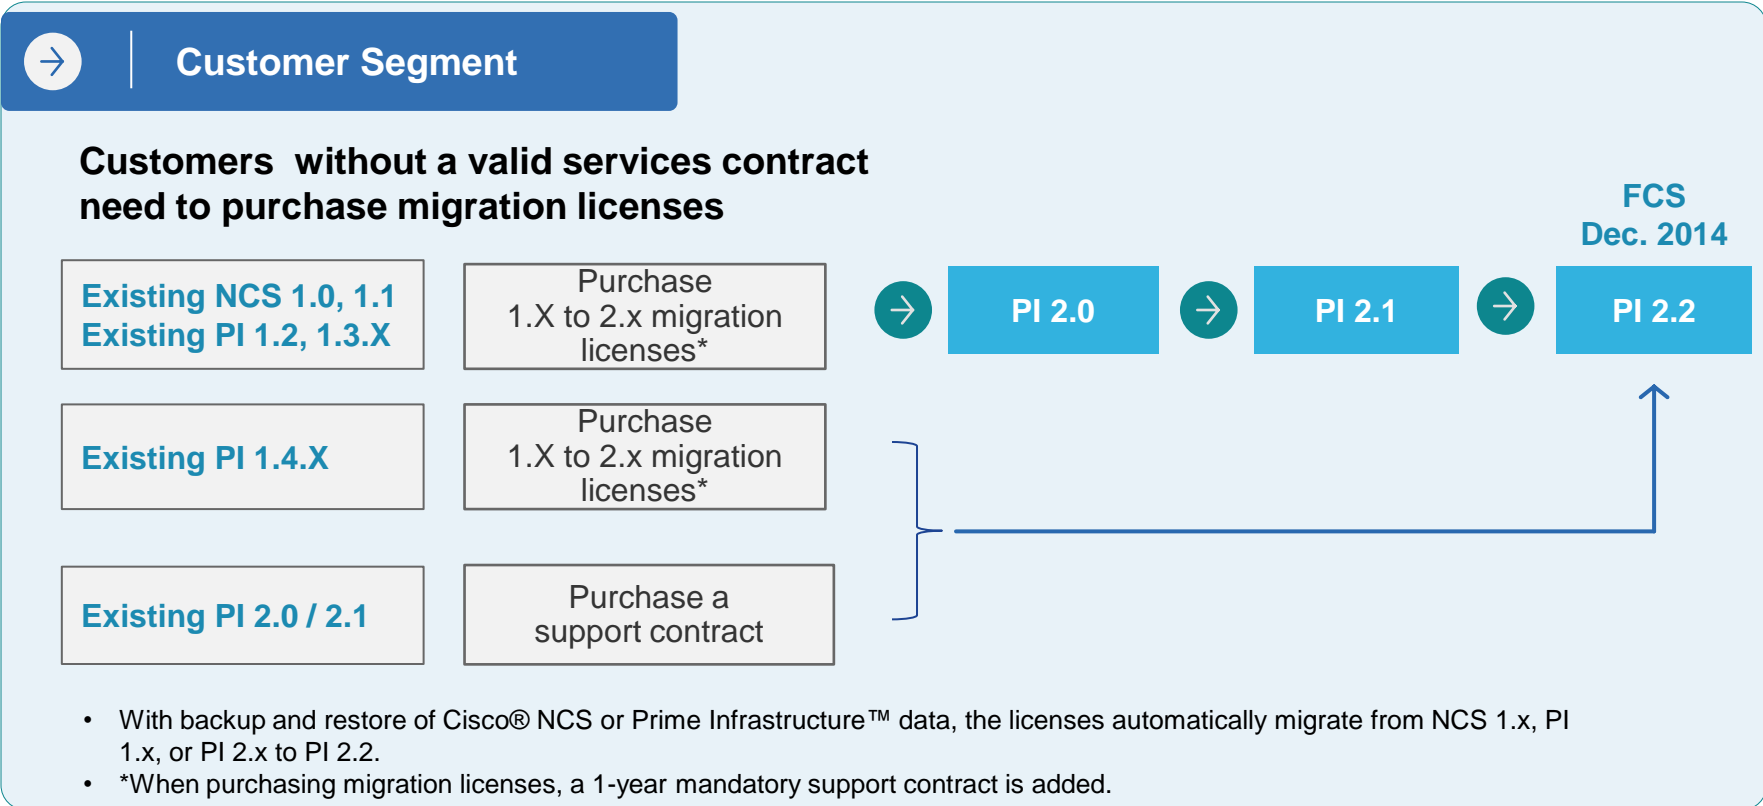 Customer Segment
Customers  without a valid services contract
need to purchase migration licenses
FCS
Dec. 2014
Existing NCS 1.0, 1.1
Existing PI 1.2, 1.3.X
Purchase
1.X to 2.x migration
licenses*
PI 2.0
PI 2.1
PI 2.2
Existing PI 1.4.X
Purchase
1.X to 2.x migration
licenses*
Existing PI 2.0 / 2.1
Purchase a
support contract
• With backup and restore of Cisco® NCS or Prime Infrastructure™ data, the licenses automatically migrate from NCS 1.x, PI
1.x, or PI 2.x to PI 2.2.
• *When purchasing migration licenses, a 1-year mandatory support contract is added.